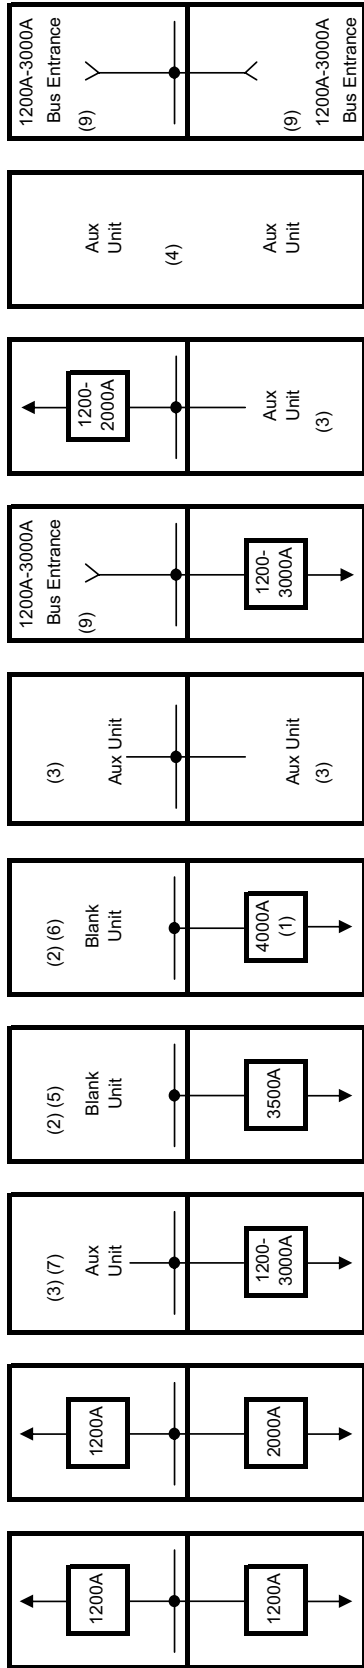 1200A
1200A
1200A
2000A
(3) (7)
Aux
Unit
1200-
3000A
(2) (5)
Blank
Unit
3500A
(2) (6)
Blank
Unit
4000A
(1)
(3)
Aux Unit
Aux Unit
(3)
1200A-3000A
Bus Entrance
(9)
1200-
3000A
1200-
2000A
Aux
Unit
(3)
Aux
Unit
(4)
Aux
Unit
1200A-3000A
Bus Entrance
(9)
(9)
1200A-3000A
Bus Entrance